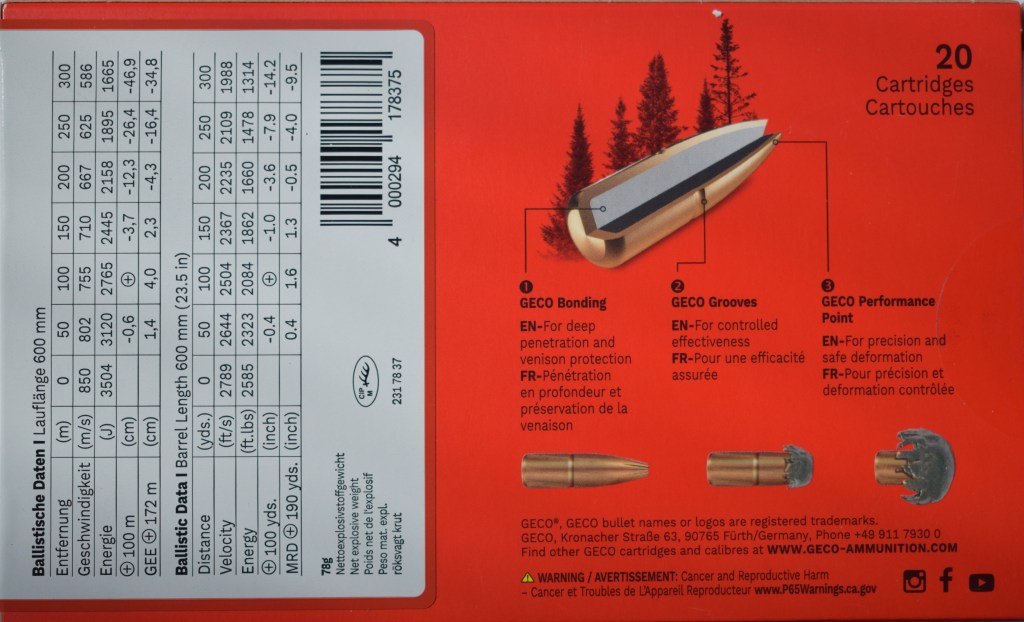 Ballistische Daten I Lauflänge 600 mm
Entfernung (m) 0 50 100 150 200 250 300
Geschwindigkeit (m/s) 850 802 755 710 667 625 586
Energie (J) 3504 3120 2765 2445 2158 1895 1665
⊕ 100 m (cm) -0,6 ⊕ -3,7 -12,3 -26,4 -46,9
GEE ⊕ 172 m (cm) 1,4 4,0 2,3 -4,3 -16,4 -34,8
Ballistic Data I Barrel Length 600 mm (23.5 in)
Distance (yds.) 0 50 100 150 200 250 300
Velocity (ft/s) 2789 2644 2504 2367 2235 2109 1988
Energy (ft.lbs) 2585 2323 2084 1862 1660 1478 1314
⊕ 100 yds. (inch) -0.4 ⊕ -1.0 -3.6 -7.9 -14.2
MRD ⊕ 190 yds. (inch) 0.4 1.6 1.3 -0.5 -4.0 -9.5
78g
Nettoexplosivstoffgewicht
Net explosive weight
Poids net de l'explosif
Peso mat. expl.
röksvagt krut
CIP
M
231 78 37
4 000294 178375
20
Cartridges
Cartouches
1
GECO Bonding
EN-For deep
penetration and
venison protection
FR-Pénétration
en profondeur et
préservation de la
venaison
2
GECO Grooves
EN-For controlled
effectiveness
FR-Pour une efficacité
assurée
3
GECO Performance
Point
EN-For precision and
safe deformation
FR-Pour précision et
deformation contrôlée
GECO®, GECO bullet names or logos are registered trademarks.
GECO, Kronacher Straße 63, 90765 Fürth/Germany, Phone +49 911 7930 0
Find other GECO cartridges and calibres at WWW.GECO-AMMUNITION.COM
WARNING / AVERTISSEMENT: Cancer and Reproductive Harm
– Cancer et Troubles de L'Appareil Reproducteur www.P65Warnings.ca.gov